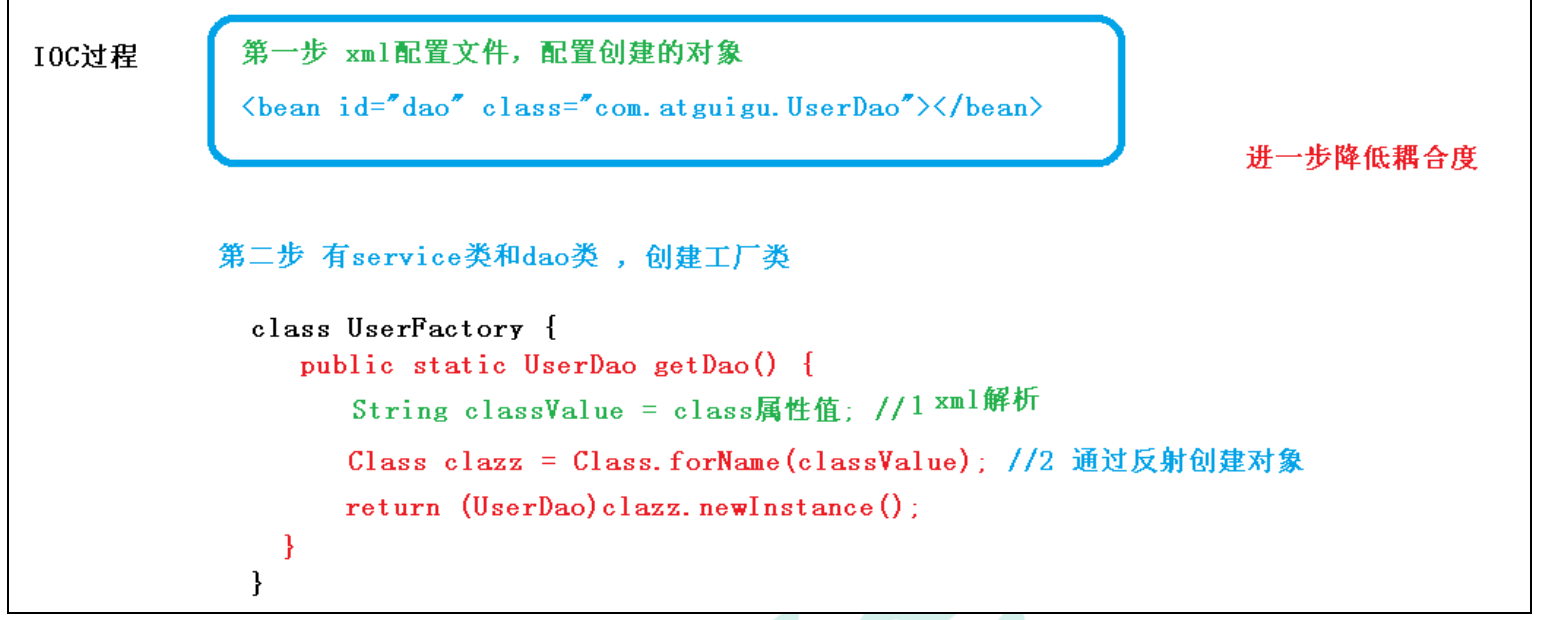 IOC过程
第一步 xml配置文件，配置创建的对象
<bean id="dao" class="com.atguigu.UserDao"></bean>
进一步降低耦合度
第二步 有service类和dao类 ，创建工厂类
class UserFactory {
public static UserDao getDao() {
String classValue = class属性值; //1 xml解析
Class clazz = Class.forName(classValue); //2 通过反射创建对象
return (UserDao)clazz.newInstance();
}
}